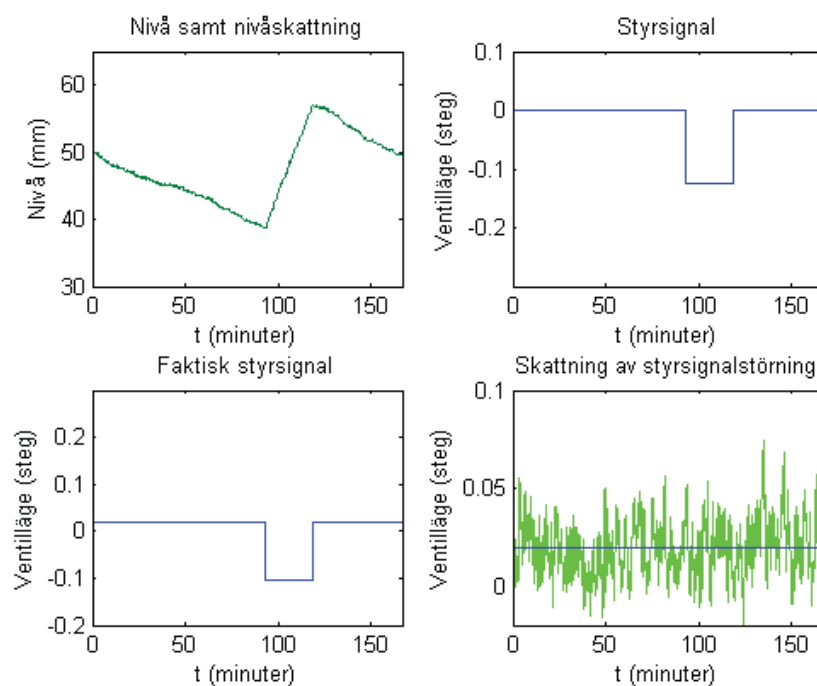 Nivå samt nivåskattning
60
50
40
30
Nivå (mm)
0 50 100 150
t (minuter)
Styrsignal
0.1
0
-0.1
-0.2
Ventilläge (steg)
0 50 100 150
t (minuter)
Faktisk styrsignal
0.2
0.1
0
-0.1
-0.2
Ventilläge (steg)
0 50 100 150
t (minuter)
Skattning av styrsignalstörning
0.1
0.05
0
Ventilläge (steg)
0 50 100 150
t (minuter)